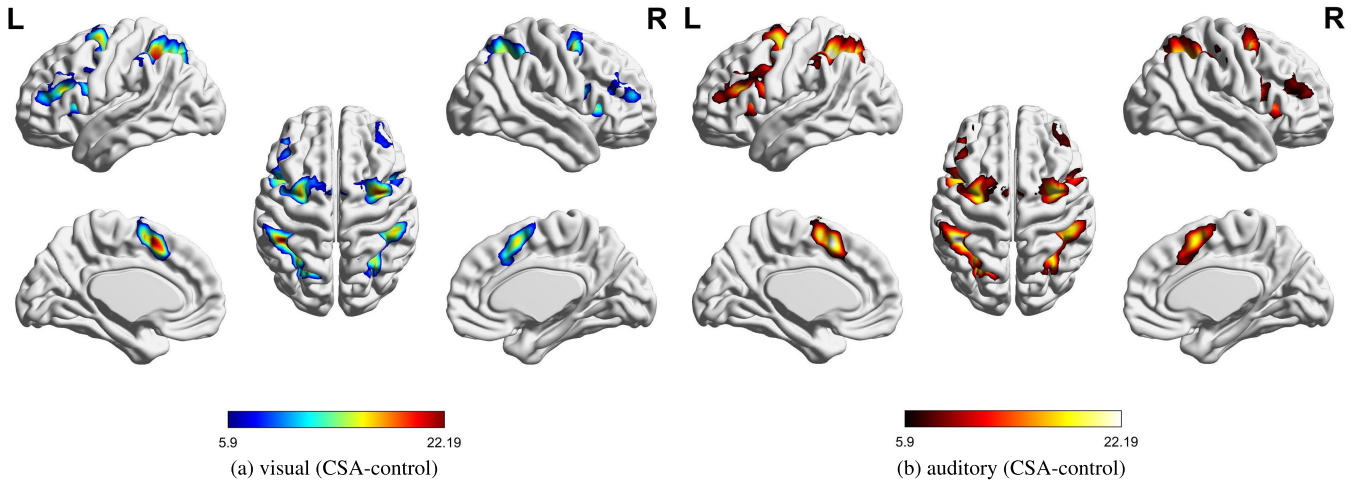 L R L R
5.9 22.19 5.9 22.19
(a) visual (CSA-control) (b) auditory (CSA-control)